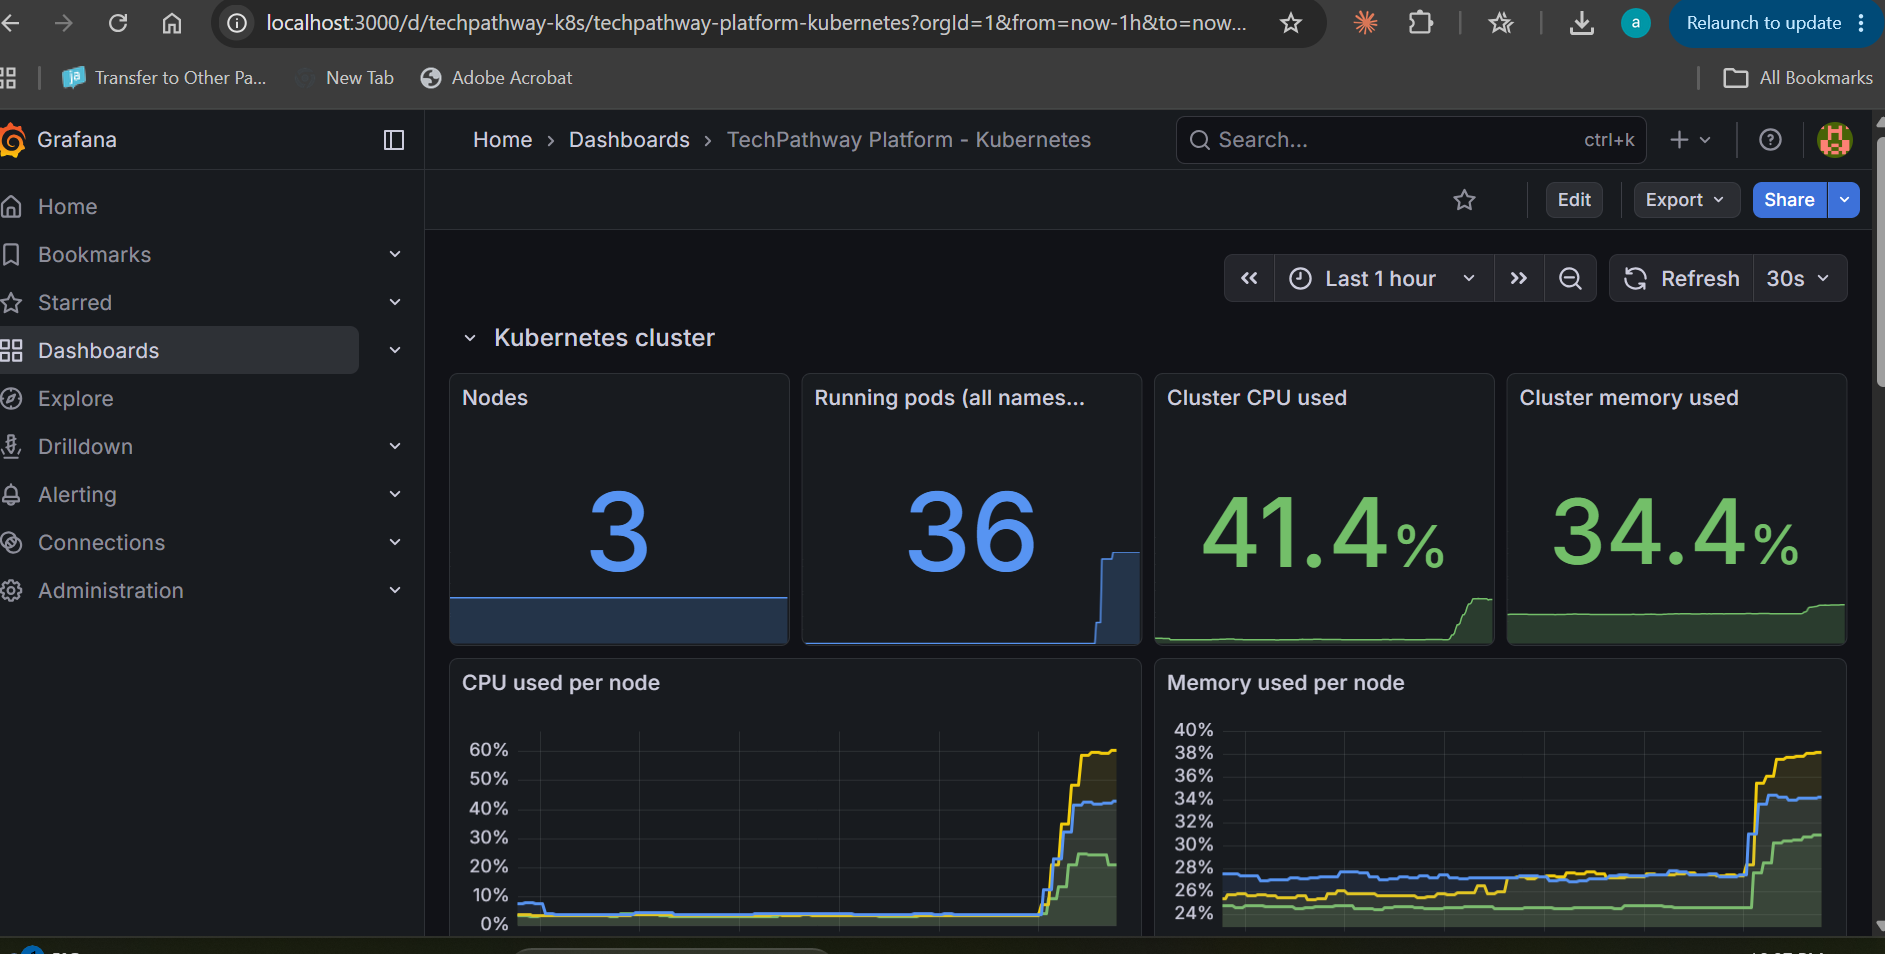 localhost:3000/d/techpathway-k8s/techpathway-platform-kubernetes?orgId=1&from=now-1h&to=now...
a
Relaunch to update
Transfer to Other Pa...
New Tab
Adobe Acrobat
All Bookmarks
Grafana
Home › Dashboards › TechPathway Platform - Kubernetes
Search...
ctrl+k
Home
Bookmarks
Starred
Dashboards
Explore
Drilldown
Alerting
Connections
Administration
Edit
Export
Share
Last 1 hour
Refresh
30s
Kubernetes cluster
Nodes
3
Running pods (all names...
36
Cluster CPU used
41.4%
Cluster memory used
34.4%
CPU used per node
60%
50%
40%
30%
20%
10%
0%
Memory used per node
40%
38%
36%
34%
32%
30%
28%
26%
24%